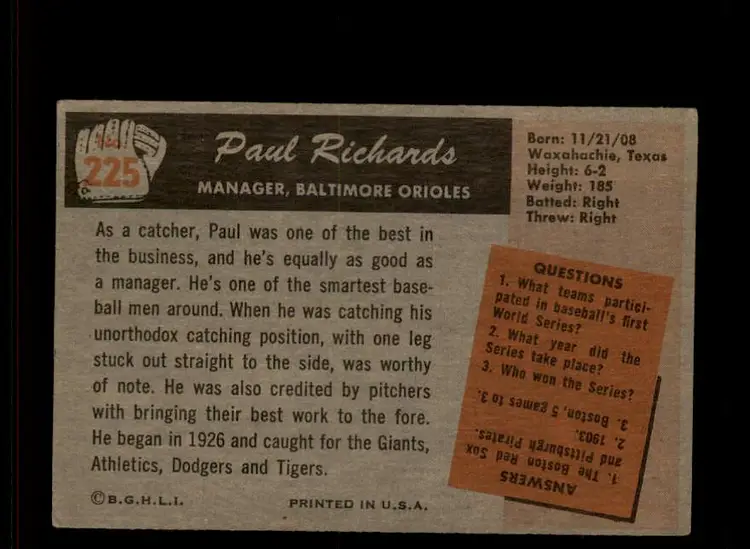 NO.
225
Paul Richards
MANAGER, BALTIMORE ORIOLES
Born: 11/21/08
Waxahachie, Texas
Height: 6-2
Weight: 185
Batted: Right
Threw: Right
As a catcher, Paul was one of the best in
the business, and he's equally as good as
a manager. He's one of the smartest base-
ball men around. When he was catching his
unorthodox catching position, with one leg
stuck out straight to the side, was worthy
of note. He was also credited by pitchers
with bringing their best work to the fore.
He began in 1926 and caught for the Giants,
Athletics, Dodgers and Tigers.
©B.G.H.L.I.
PRINTED IN U.S.A.
QUESTIONS
1. What teams partici-
pated in baseball's first
World Series?
2. What year did the
Series take place?
3. Who won the Series?
ANSWERS
1. The Boston Red Sox
and Pittsburgh Pirates.
2. 1903.
3. Boston, 5 games to 3.